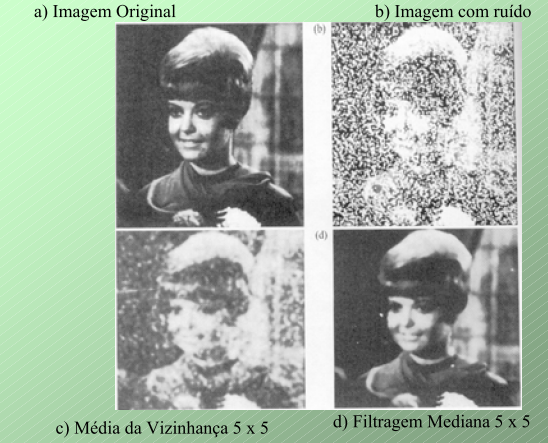 a) Imagem Original
b) Imagem com ruído
(b)
(d)
c) Média da Vizinhança 5 x 5
d) Filtragem Mediana 5 x 5